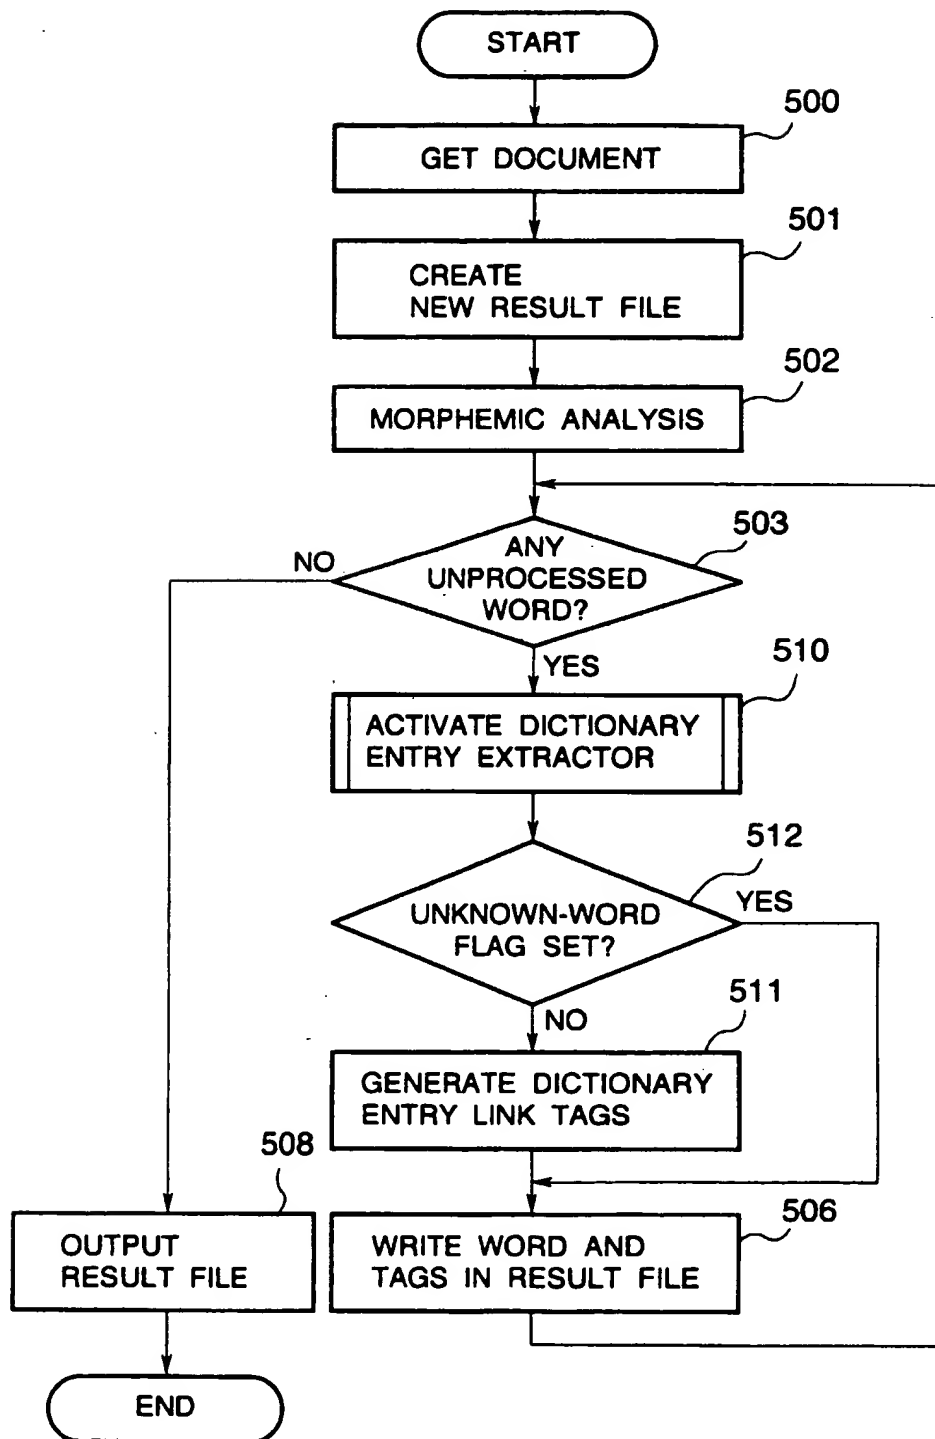 START
500
GET DOCUMENT
501
CREATE
NEW RESULT FILE
502
MORPHEMIC ANALYSIS
503
NO
ANY
UNPROCESSED
WORD?
YES
510
ACTIVATE DICTIONARY
ENTRY EXTRACTOR
512
YES
UNKNOWN-WORD
FLAG SET?
NO
511
GENERATE DICTIONARY
ENTRY LINK TAGS
508
OUTPUT
RESULT FILE
506
WRITE WORD AND
TAGS IN RESULT FILE
END